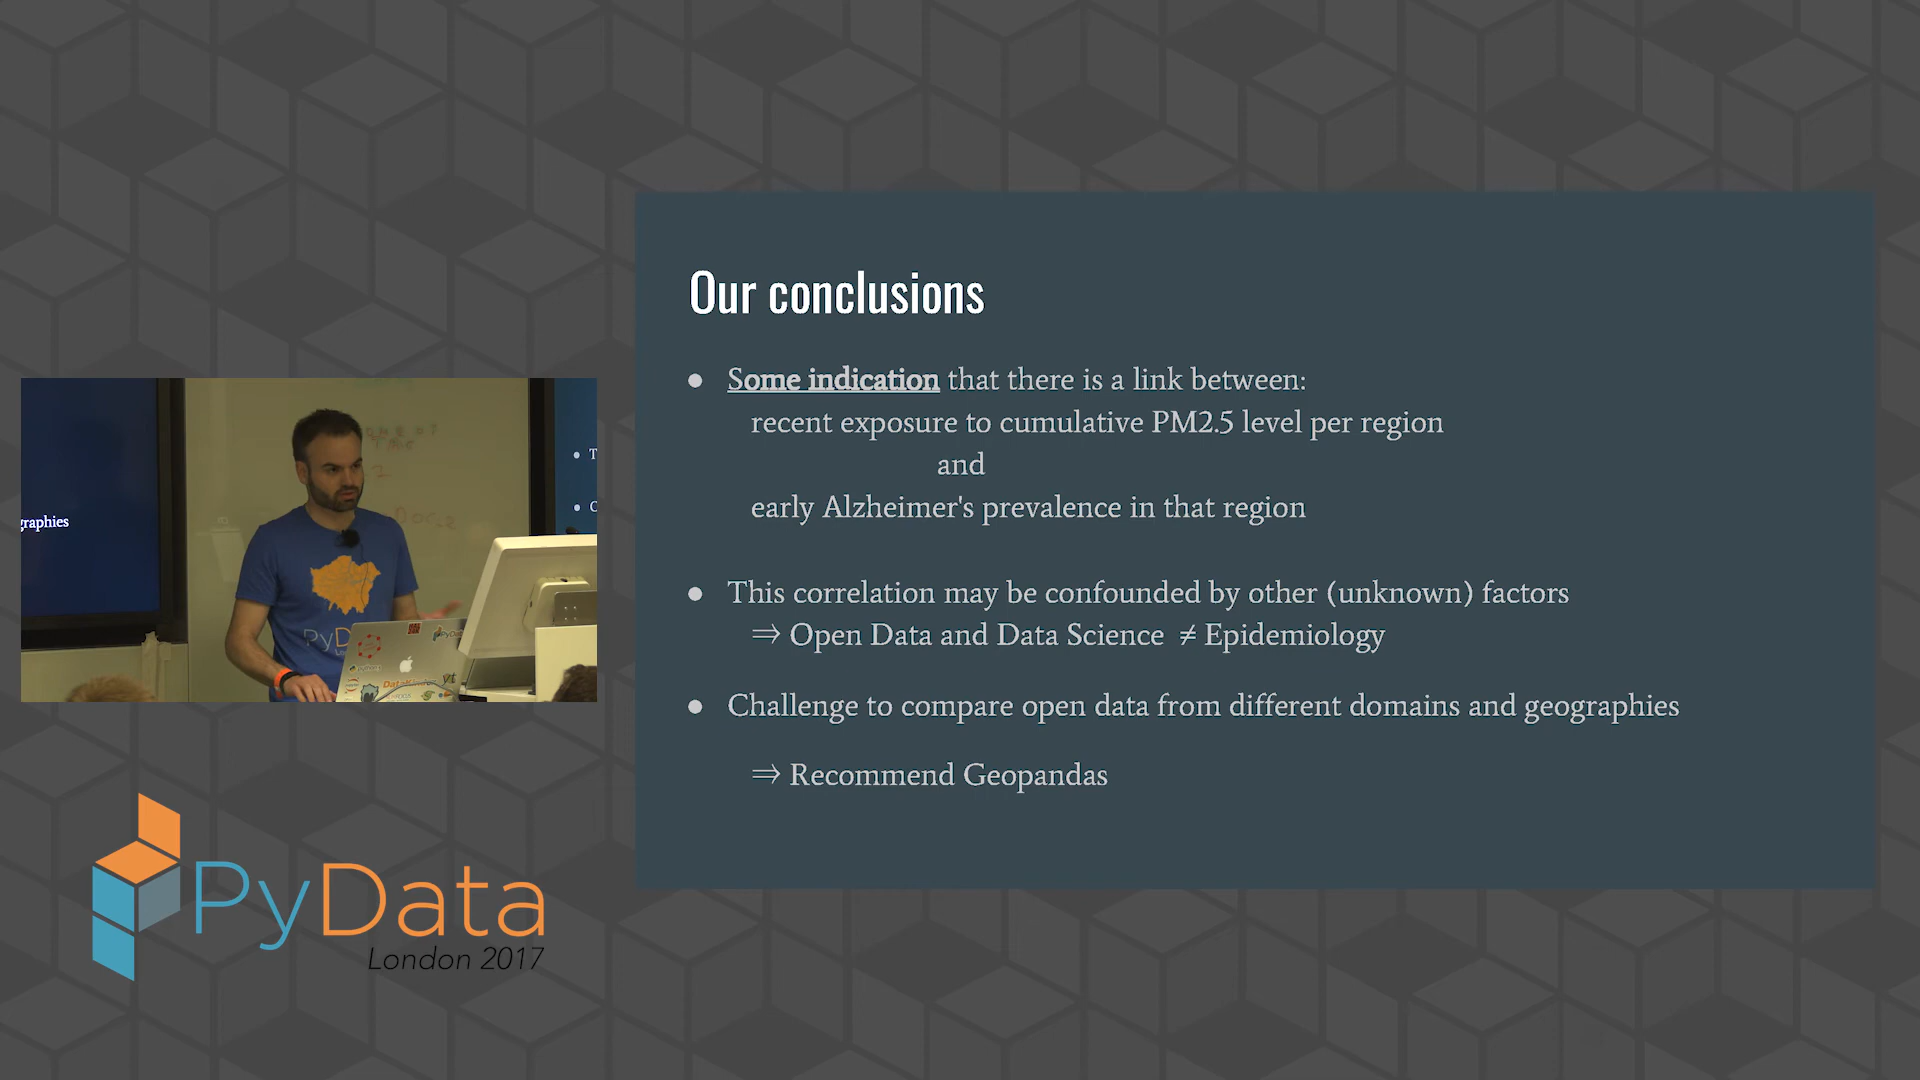 Our conclusions
● Some indication that there is a link between:
recent exposure to cumulative PM2.5 level per region
and
early Alzheimer's prevalence in that region
● This correlation may be confounded by other (unknown) factors
⇒ Open Data and Data Science ≠ Epidemiology
● Challenge to compare open data from different domains and geographies
⇒ Recommend Geopandas
graphies
● T
● C
PyD
PyData
London 2017